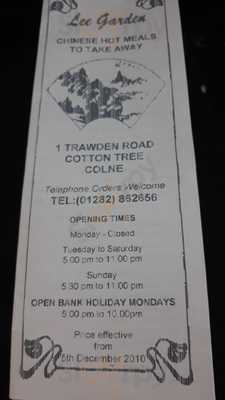 Lee Garden
CHINESE HOT MEALS
TO TAKE AWAY
1 TRAWDEN ROAD
COTTON TREE
COLNE
Telephone Orders Welcome
TEL:(01282) 862656
OPENING TIMES
Monday - Closed
Tuesday to Saturday
5.00 pm to 11.00 pm
Sunday
5.30 pm to 11.00 pm
OPEN BANK HOLIDAY MONDAYS
5.00 pm to 10.00pm
Price effective
from
5th December 2010